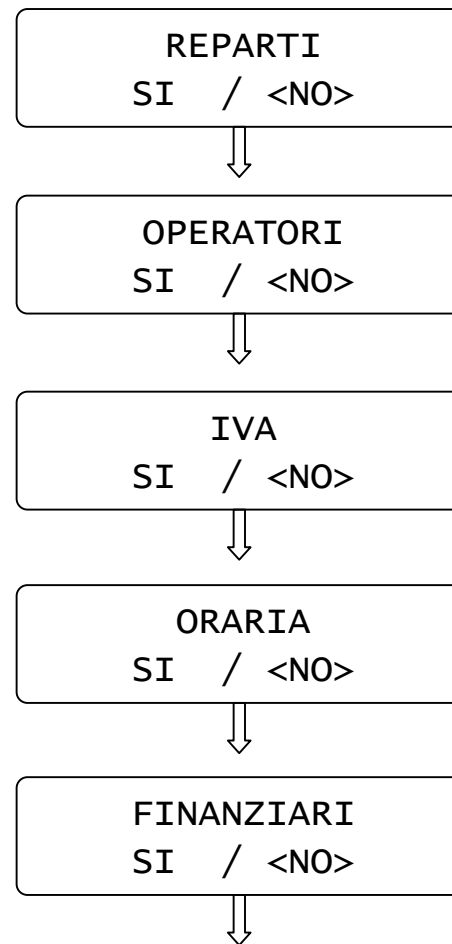 REPARTI
SI / <NO>
OPERATORI
SI / <NO>
IVA
SI / <NO>
ORARIA
SI / <NO>
FINANZIARI
SI / <NO>